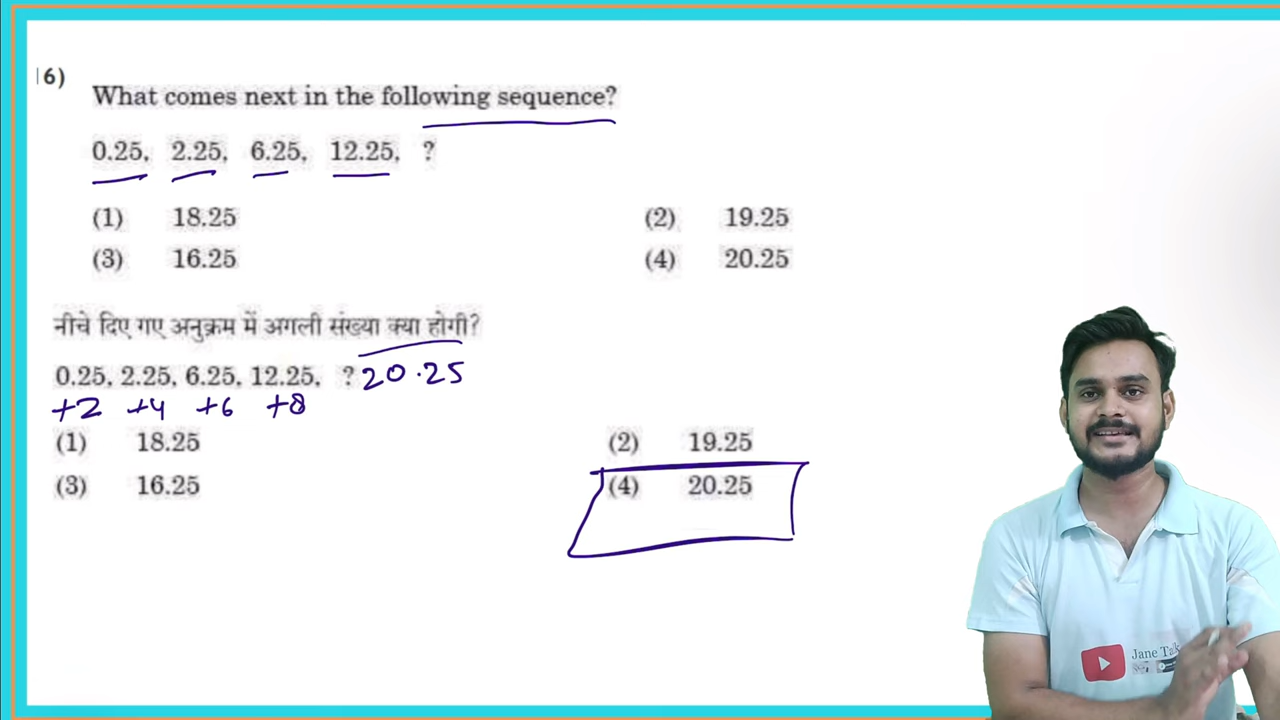 16)
What comes next in the following sequence?
0.25, 2.25, 6.25, 12.25, ?
(1) 18.25 (2) 19.25
(3) 16.25 (4) 20.25
नीचे दिए गए अनुक्रम में अगली संख्या क्या होगी?
0.25, 2.25, 6.25, 12.25, ? 20.25
+2 +4 +6 +8
(1) 18.25 (2) 19.25
(3) 16.25 (4) 20.25
Jane Talk